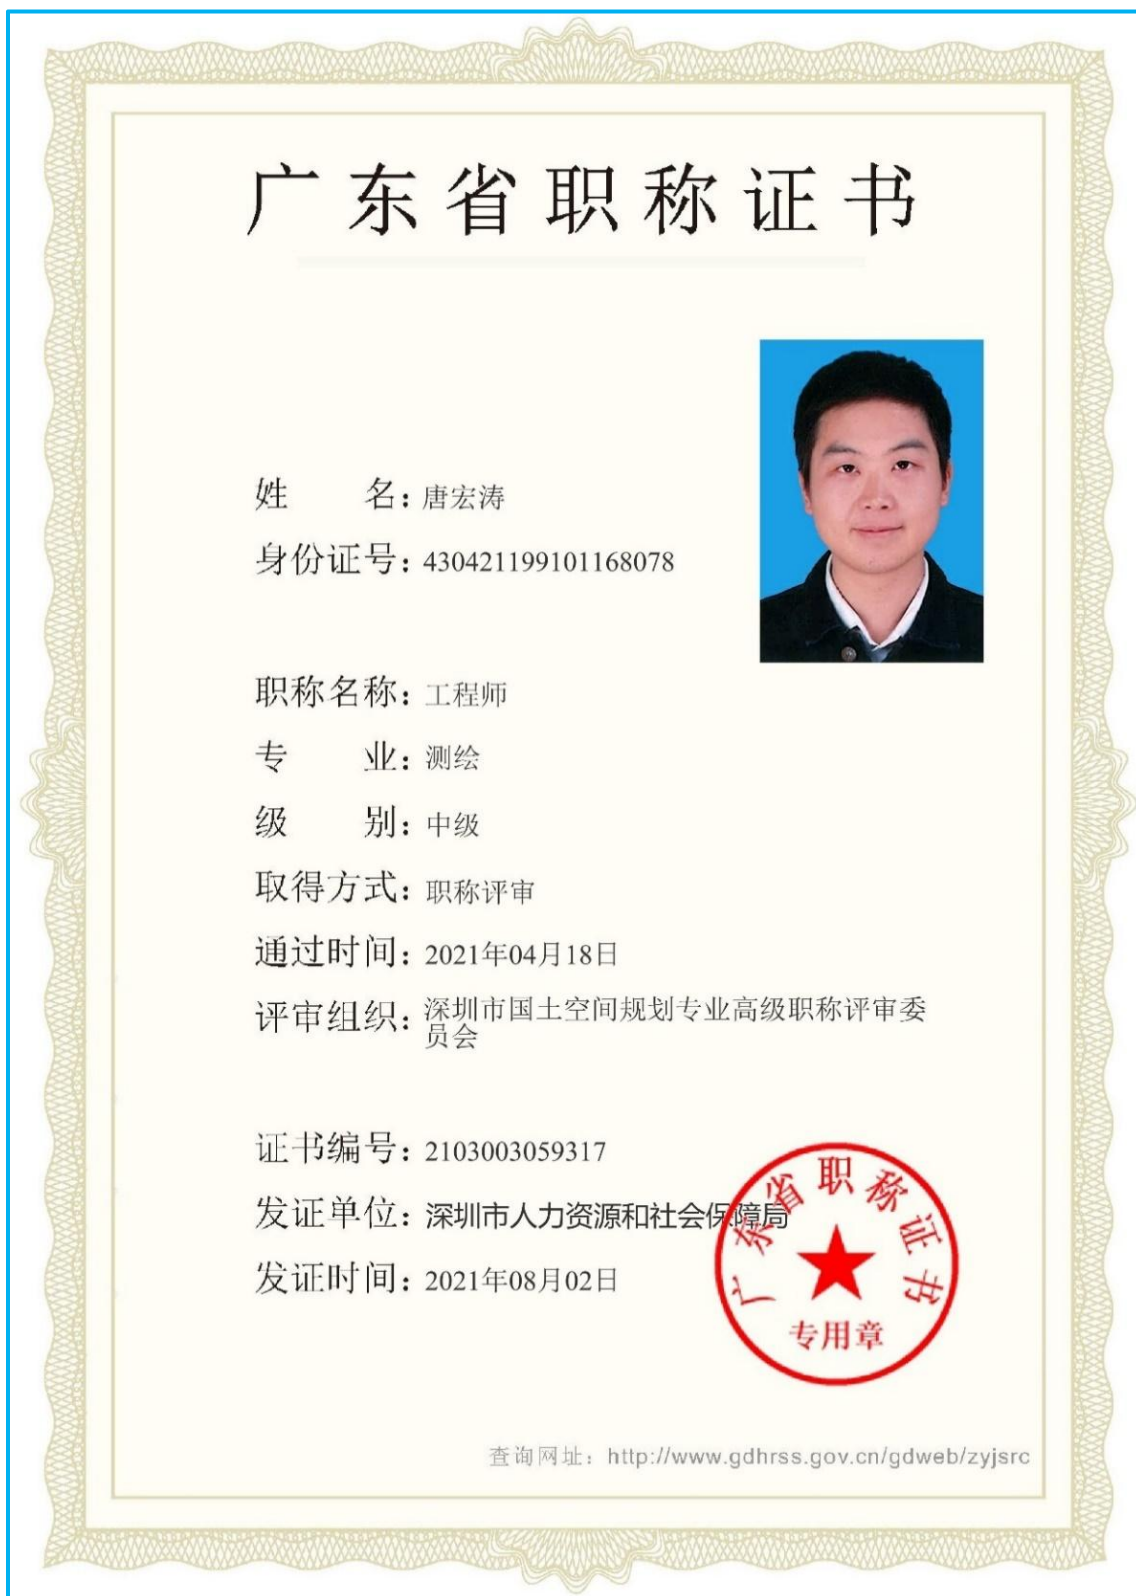 广东省职称证书
姓 名：唐宏涛
身份证号：430421199101168078
职称名称：工程师
专 业：测绘
级 别：中级
取得方式：职称评审
通过时间：2021年04月18日
评审组织：深圳市国土空间规划专业高级职称评审委
员会
证书编号：2103003059317
发证单位：深圳市人力资源和社会保障局
发证时间：2021年08月02日
广东省职称证书
专用章
查询网址：http://www.gdhrss.gov.cn/gdweb/zyjsrc